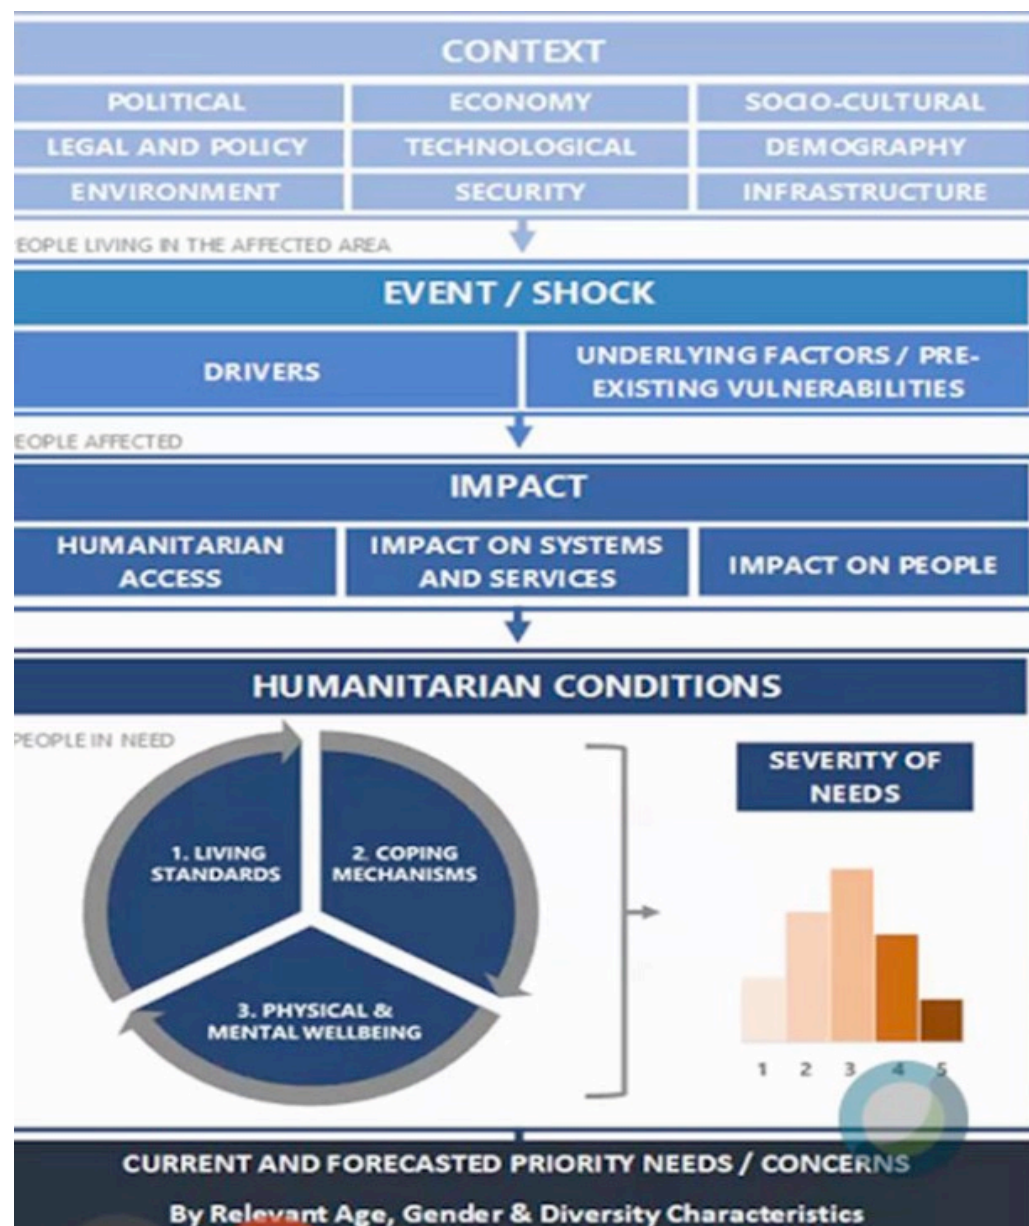 CONTEXT
POLITICAL
ECONOMY
SOCIO-CULTURAL
LEGAL AND POLICY
TECHNOLOGICAL
DEMOGRAPHY
ENVIRONMENT
SECURITY
INFRASTRUCTURE
EOPLE LIVING IN THE AFFECTED AREA
EVENT / SHOCK
DRIVERS
UNDERLYING FACTORS / PRE-
EXISTING VULNERABILITIES
EOPLE AFFECTED
IMPACT
HUMANITARIAN
ACCESS
IMPACT ON SYSTEMS
AND SERVICES
IMPACT ON PEOPLE
HUMANITARIAN CONDITIONS
PEOPLE IN NEED
1. LIVING
STANDARDS
2. COPING
MECHANISMS
3. PHYSICAL &
MENTAL WELLBEING
SEVERITY OF
NEEDS
1 2 3 4 5
CURRENT AND FORECASTED PRIORITY NEEDS / CONCERNS
By Relevant Age, Gender & Diversity Characteristics